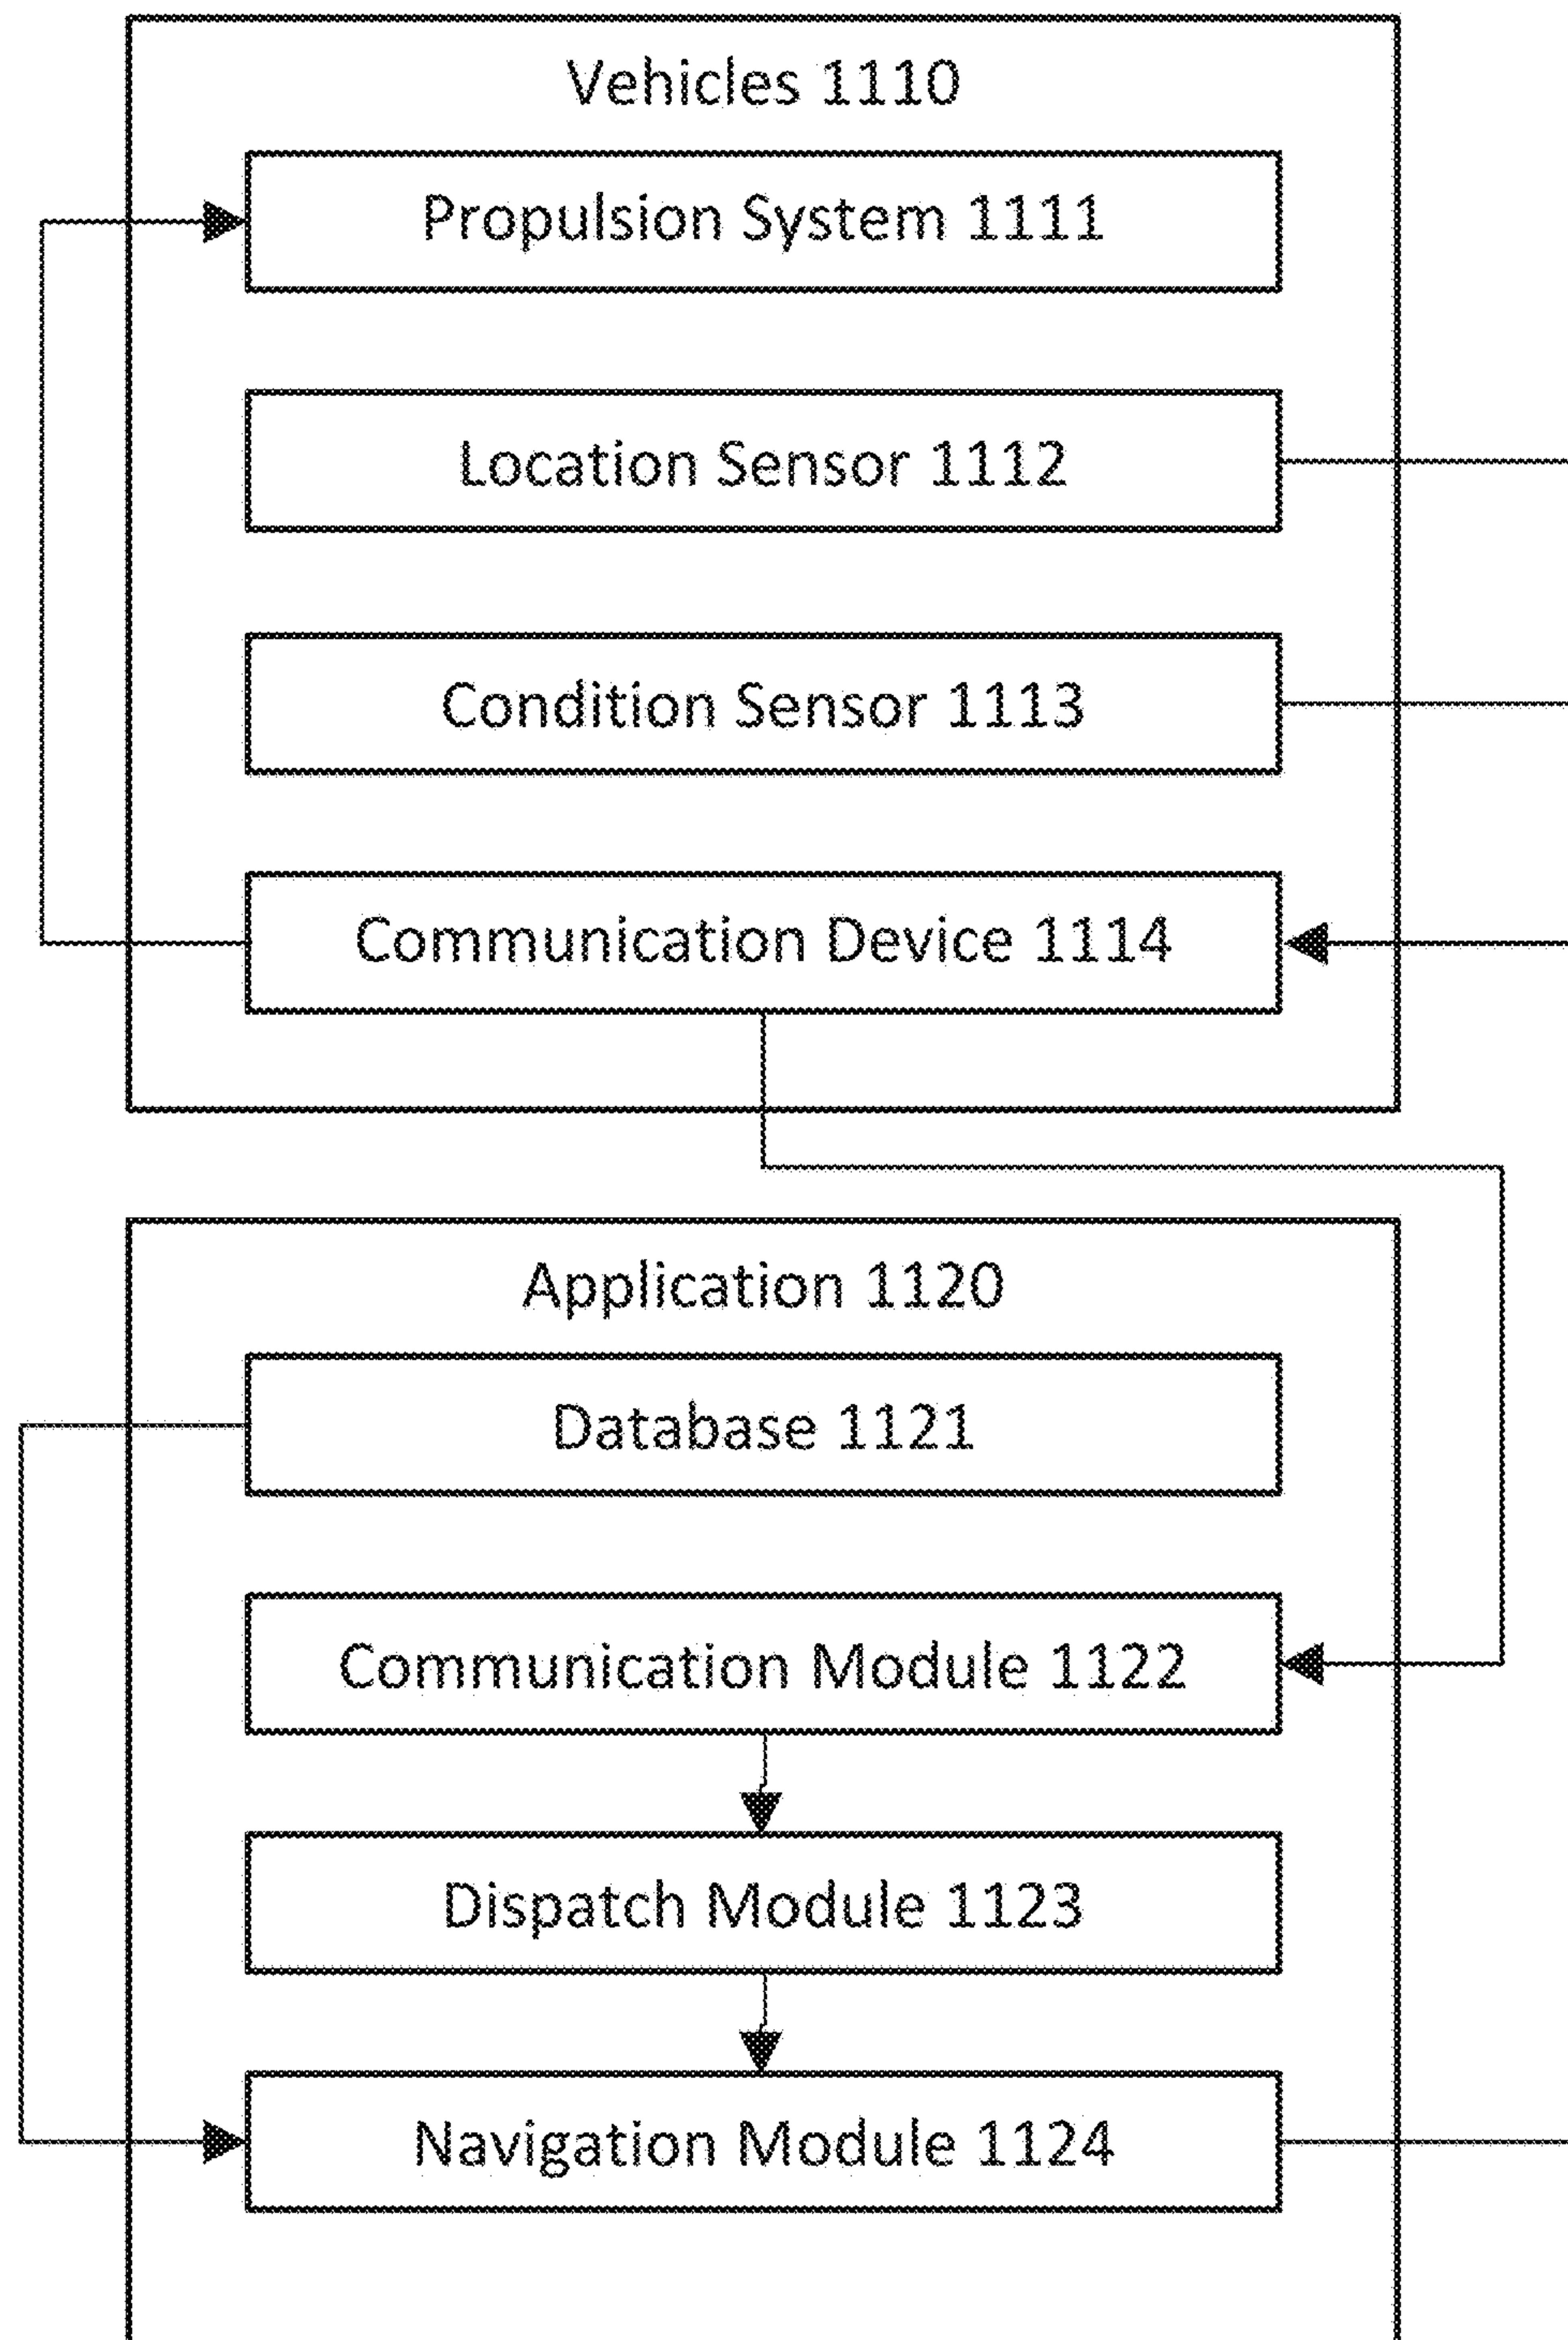 Vehicles 1110
Propulsion System 1111
Location Sensor 1112
Condition Sensor 1113
Communication Device 1114
Application 1120
Database 1121
Communication Module 1122
Dispatch Module 1123
Navigation Module 1124